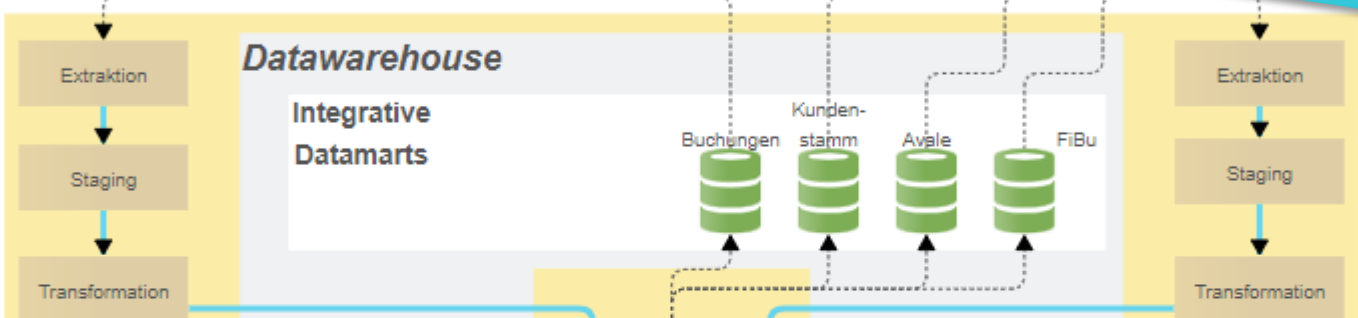 Datawarehouse
Extraktion
Staging
Transformation
Integrative
Datamarts
Buchungen
Kunden-
stamm
Avale
FiBu
Extraktion
Staging
Transformation